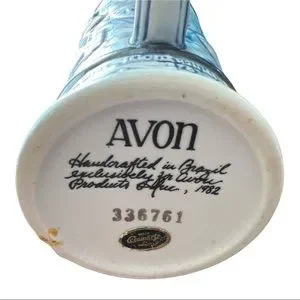 AVON
Handcrafted in Brazil
exclusively for Avon
Products, Inc., 1982
336761